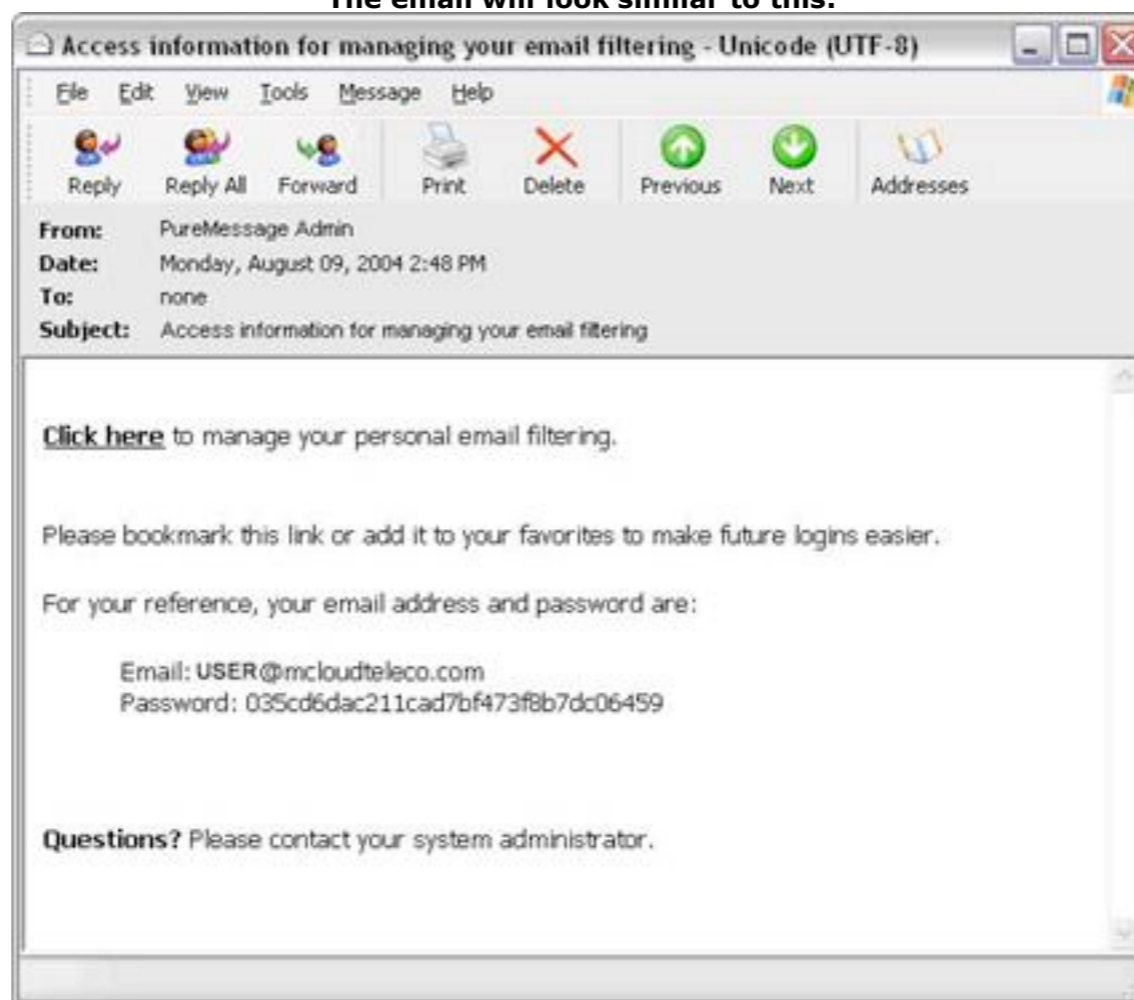 The email will look similar to this:
Access information for managing your email filtering - Unicode (UTF-8)
File Edit View Tools Message Help
Reply Reply All Forward Print Delete Previous Next Addresses
From: PureMessage Admin
Date: Monday, August 09, 2004 2:48 PM
To: none
Subject: Access information for managing your email filtering
Click here to manage your personal email filtering.
Please bookmark this link or add it to your favorites to make future logins easier.
For your reference, your email address and password are:
Email: USER@mcloudteleco.com
Password: 035cd6dac211cad7bf473f8b7dc06459
Questions? Please contact your system administrator.